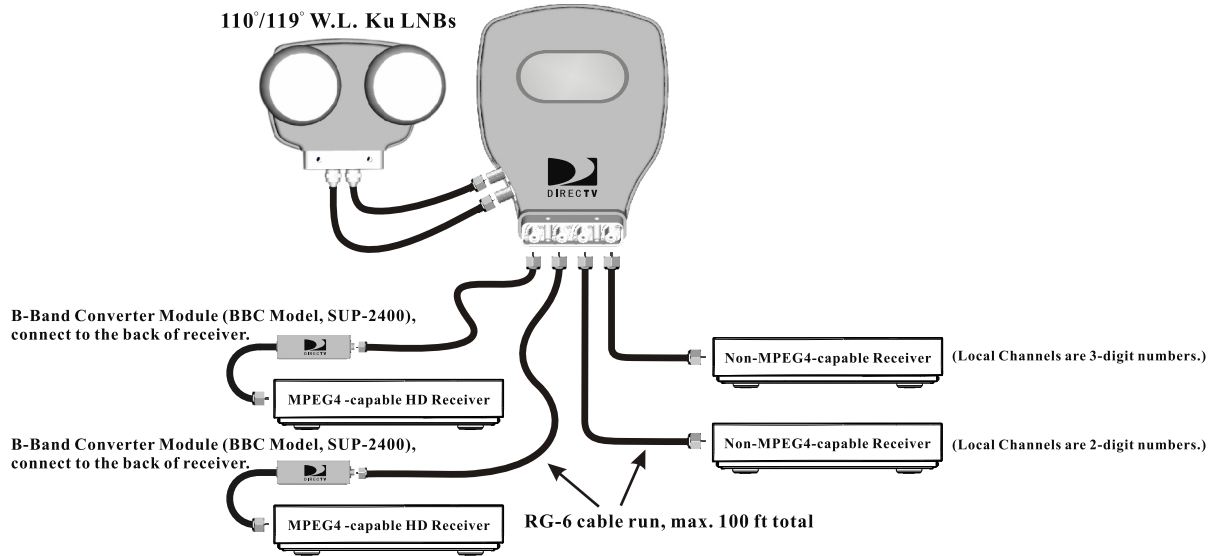 110°/119° W.L. Ku LNBs
DIRECTV
B-Band Converter Module (BBC Model, SUP-2400),
connect to the back of receiver.
DIRECTV
MPEG4 -capable HD Receiver
Non-MPEG4-capable Receiver
(Local Channels are 3-digit numbers.)
B-Band Converter Module (BBC Model, SUP-2400),
connect to the back of receiver.
DIRECTV
MPEG4 -capable HD Receiver
Non-MPEG4-capable Receiver
(Local Channels are 2-digit numbers.)
RG-6 cable run, max. 100 ft total